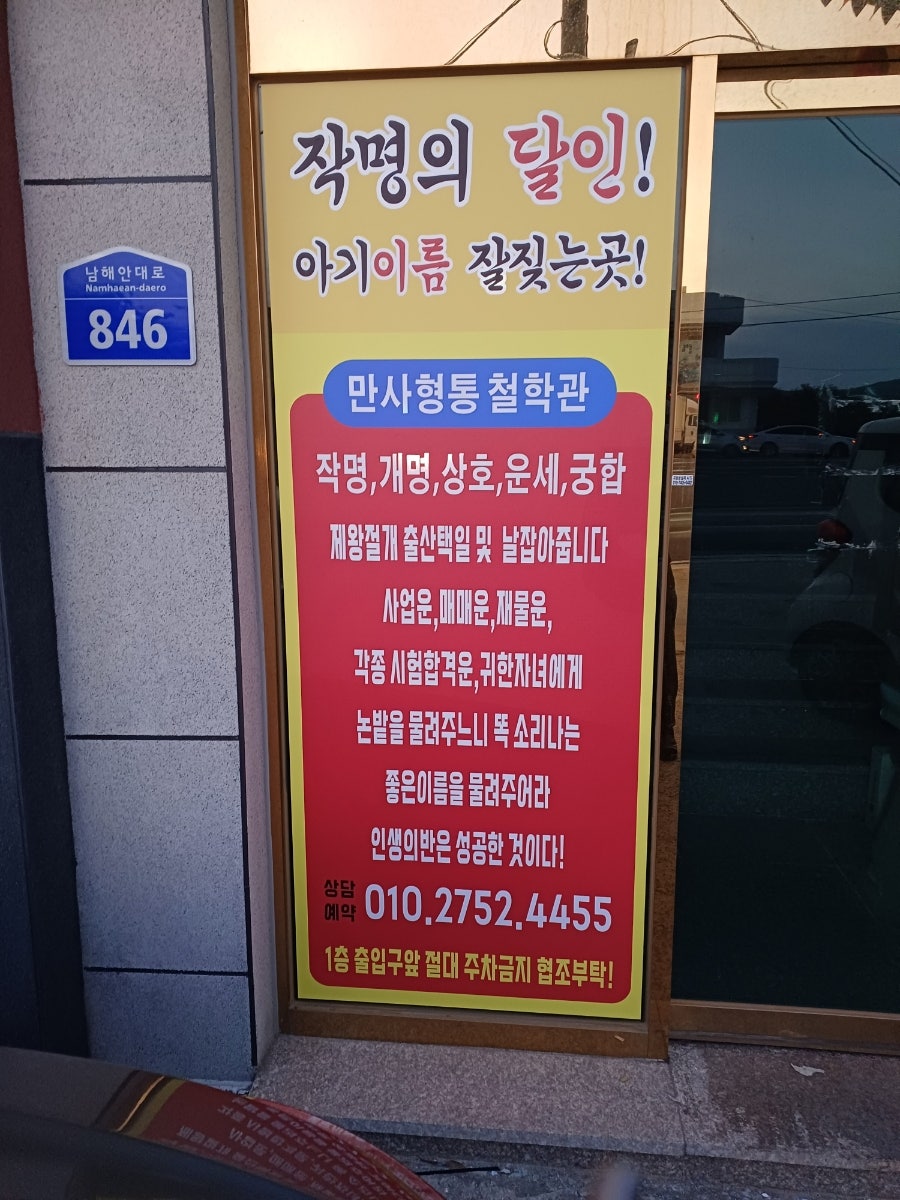 작명의 달인!
아기이름 잘짖는곳!
남해안대로
Namhaean-daero
846
만사형통 철학관
작명,개명,상호,운세,궁합
제왕절개 출산택일 및 날잡아줍니다
사업운,매매운,재물운,
각종 시험합격운,귀한자녀에게
논밭을 물려주느니 똑 소리나는
좋은이름을 물려주어라
인생의반은 성공한 것이다!
상담
예약 010.2752.4455
1층 출입구앞 절대 주차금지 협조부탁!